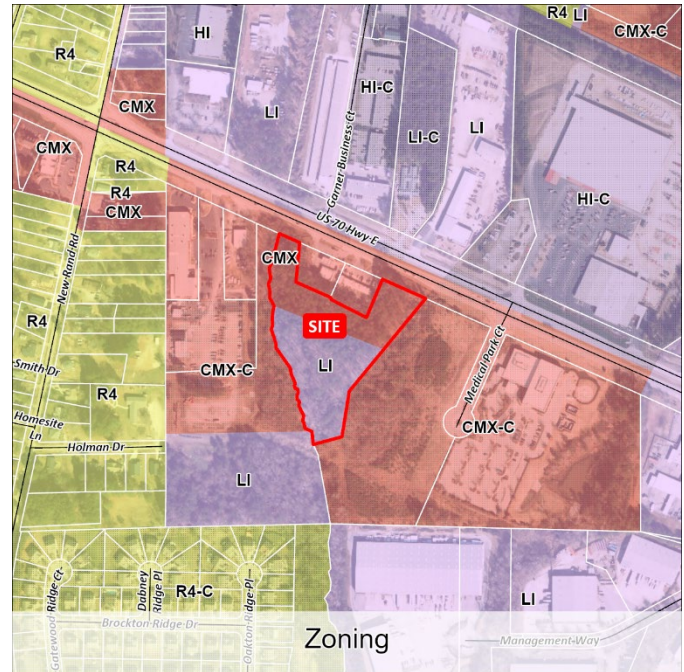 R4
LI
CMX-C
R4
HI
CMX
LI
HI-C
LI-C
LI
HI-C
Garner Business Ct
US 70 Hwy E
CMX
R4
R4
CMX
New Rand Rd
CMX
SITE
LI
R4
Smith Dr
R4
CMX-C
Medical Park Ct
CMX-C
Homesite
Ln
Holman Dr
LI
R4-C
Gatewood Ridge Ct
Dabney
Ridge Pl
Oakton Ridge Pl
Brockton Ridge Dr
LI
Management Way
Zoning